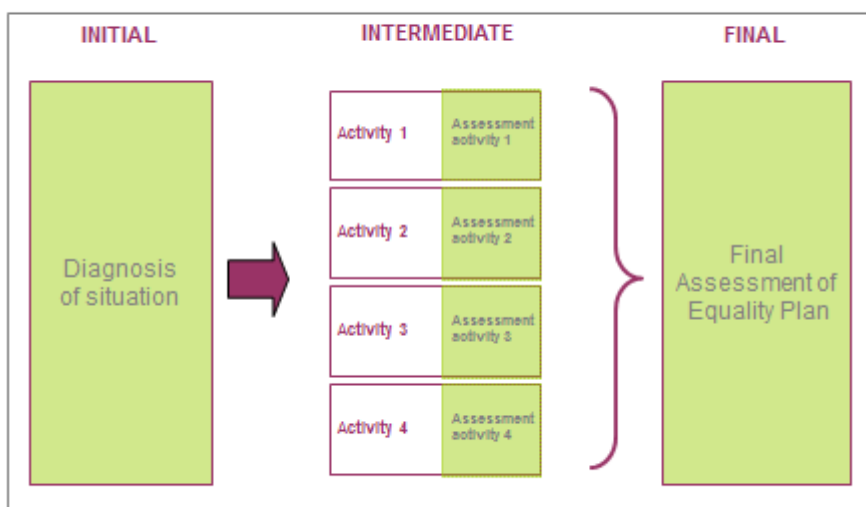 INITIAL
INTERMEDIATE
FINAL
Diagnosis
of situation
Activity 1
Assessment
activity 1
Activity 2
Assessment
activity 2
Activity 3
Assessment
activity 3
Activity 4
Assessment
activity 4
Final
Assessment of
Equality Plan